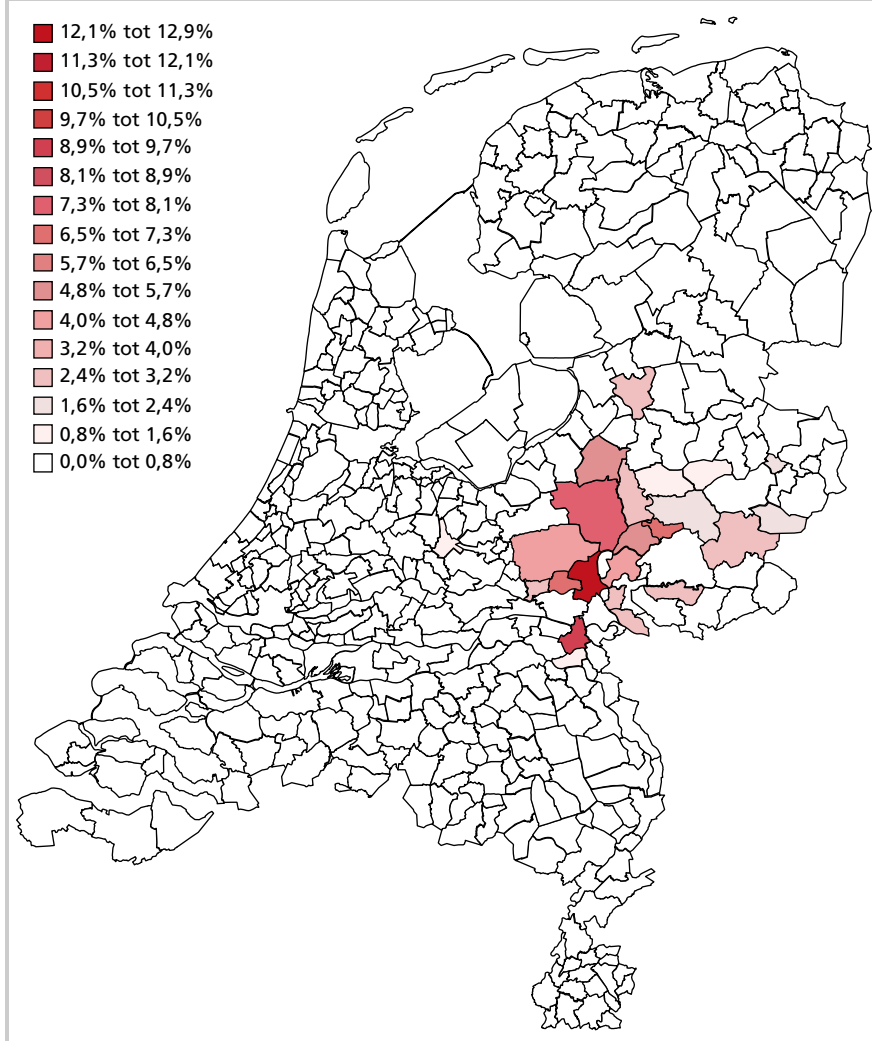 12,1% tot 12,9%
11,3% tot 12,1%
10,5% tot 11,3%
9,7% tot 10,5%
8,9% tot 9,7%
8,1% tot 8,9%
7,3% tot 8,1%
6,5% tot 7,3%
5,7% tot 6,5%
4,8% tot 5,7%
4,0% tot 4,8%
3,2% tot 4,0%
2,4% tot 3,2%
1,6% tot 2,4%
0,8% tot 1,6%
0,0% tot 0,8%